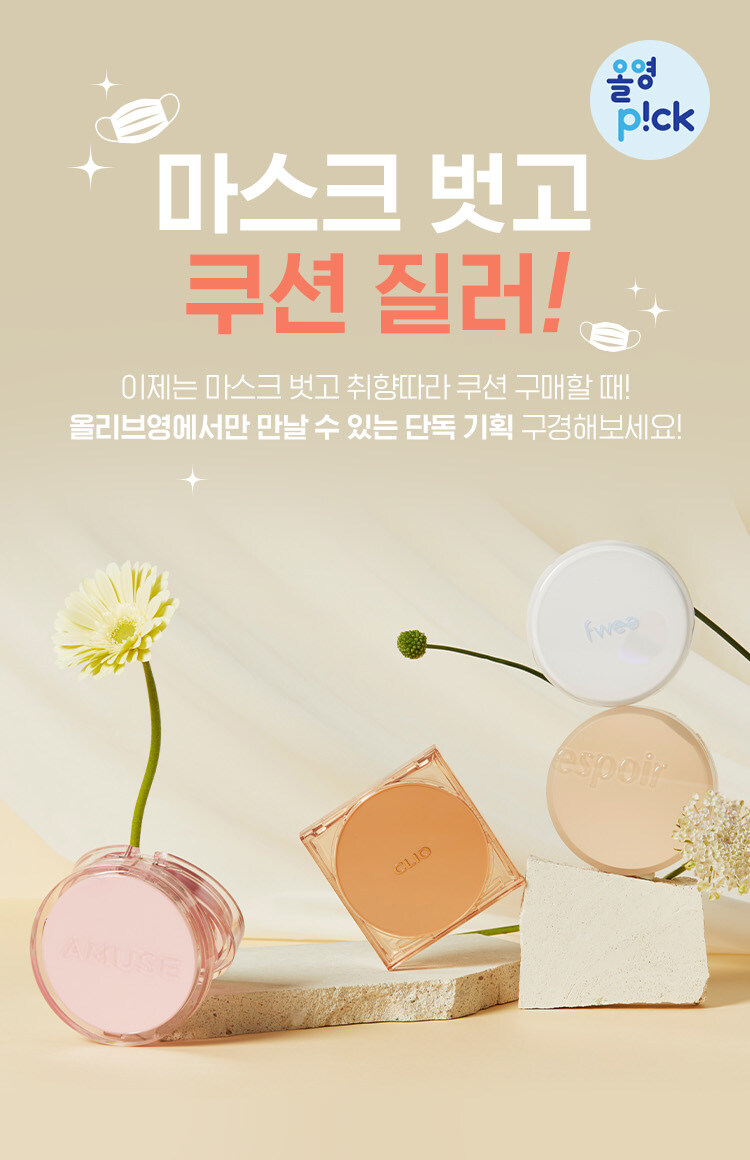 올영
p!ck
마스크 벗고
쿠션 질러!
이제는 마스크 벗고 취향따라 쿠션 구매할 때!
올리브영에서만 만날 수 있는 단독 기획 구경해보세요!
fwee
espoir
CLIO